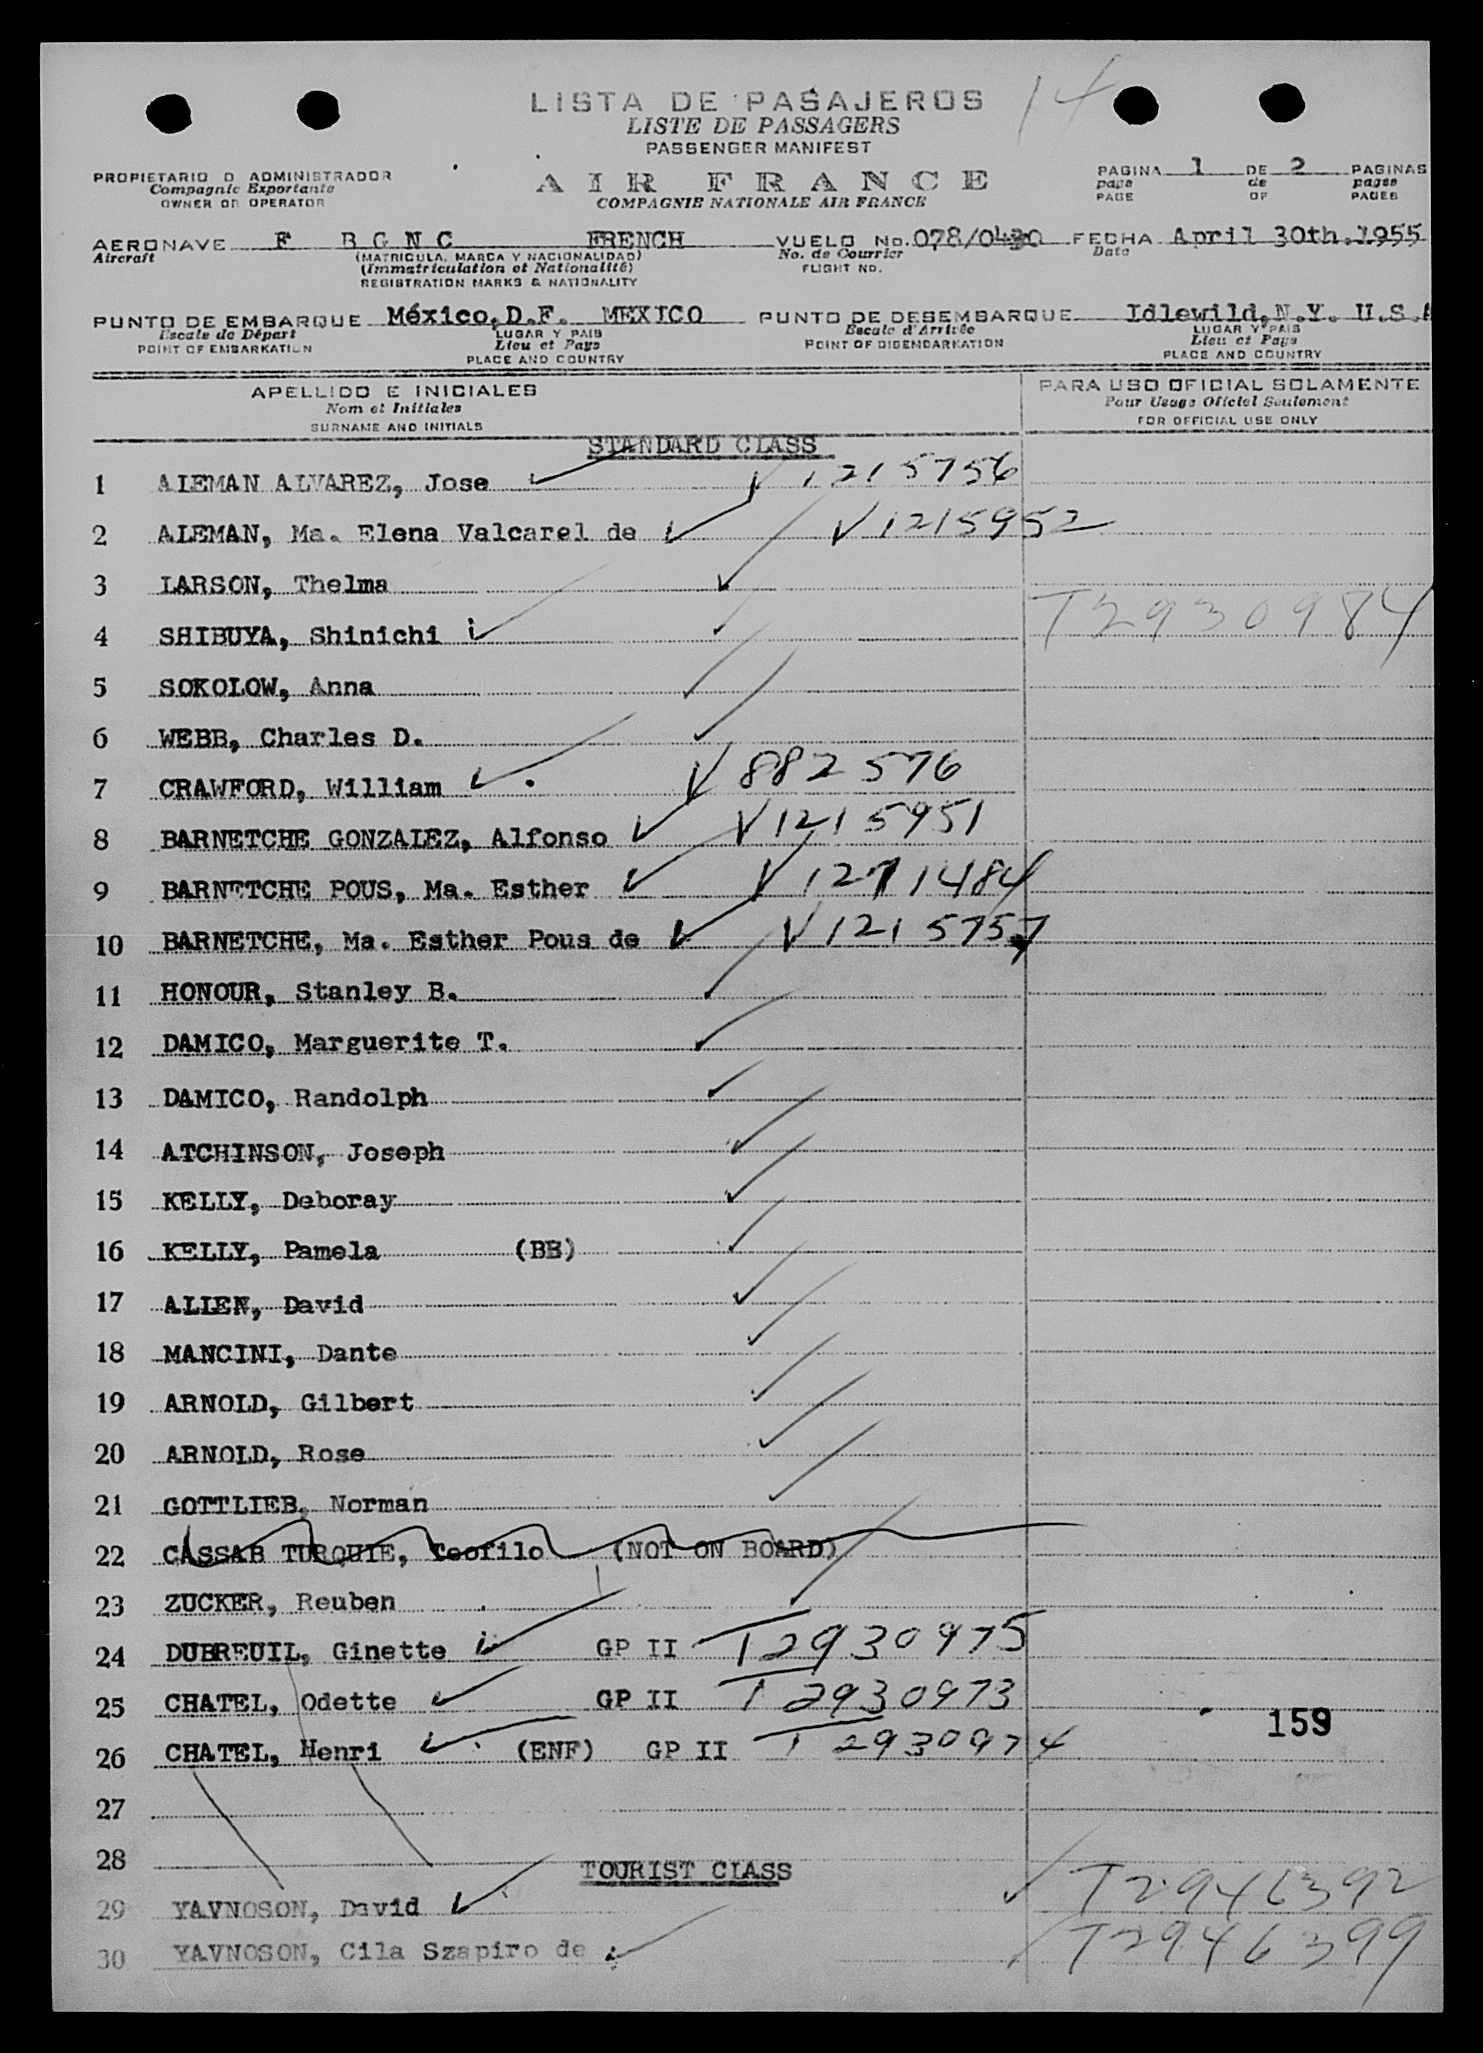 14
LISTA DE PASAJEROS
LISTE DE PASSAGERS
PASSENGER MANIFEST
PROPIETARIO O ADMINISTRADOR
Compagnie Exportante
OWNER OR OPERATOR
AIR FRANCE
COMPAGNIE NATIONALE AIR FRANCE
PAGINA 1 DE 2 PAGINAS
page de pages
PAGE OF PAGES
AERONAVE F BGNC FRENCH VUELO No. 078/0430 FECHA April 30th,1955
Aircraft (MATRICULA, MARCA Y NACIONALIDAD) No. de Courrier Date
(Immatriculation et Nationalité) FLIGHT NO.
REGISTRATION MARKS & NATIONALITY
PUNTO DE EMBARQUE México,D.F. MEXICO PUNTO DE DESEMBARQUE Idlewild,N.Y. U.S.A
Escale de Départ LUGAR Y PAIS Escale d'Arrivée LUGAR Y PAIS
POINT OF EMBARKATION Lieu et Pays POINT OF DISEMBARKATION Lieu et Pays
PLACE AND COUNTRY PLACE AND COUNTRY
APELLIDO E INICIALES PARA USO OFICIAL SOLAMENTE
Nom et Initiales Pour Usage Officiel Seulement
SURNAME AND INITIALS FOR OFFICIAL USE ONLY
STANDARD CLASS
1 ALEMAN ALVAREZ, Jose 1215756
2 ALEMAN, Ma. Elena Valcarel de 1215952
3 LARSON, Thelma
4 SHIBUYA, Shinichi T2930984
5 SOKOLOW, Anna
6 WEBB, Charles D.
7 CRAWFORD, William 882576
8 BARNETCHE GONZALEZ, Alfonso 1215951
9 BARNETCHE POUS, Ma. Esther 1271484
10 BARNETCHE, Ma. Esther Pous de 1215757
11 HONOUR, Stanley B.
12 DAMICO, Marguerite T.
13 DAMICO, Randolph
14 ATCHINSON, Joseph
15 KELLY, Deboray
16 KELLY, Pamela (BB)
17 ALLEN, David
18 MANCINI, Dante
19 ARNOLD, Gilbert
20 ARNOLD, Rose
21 GOTTLIEB, Norman
22 CASSAB TURQUIE, Teofilo (NOT ON BOARD)
23 ZUCKER, Reuben
24 DUBREUIL, Ginette GP II T2930975
25 CHATEL, Odette GP II T2930973
159
26 CHATEL, Henri (ENF) GP II T2930974
27
28
TOURIST CLASS
29 YAVNOSON, David T2946392
30 YAVNOSON, Cila Szapiro de T2946399